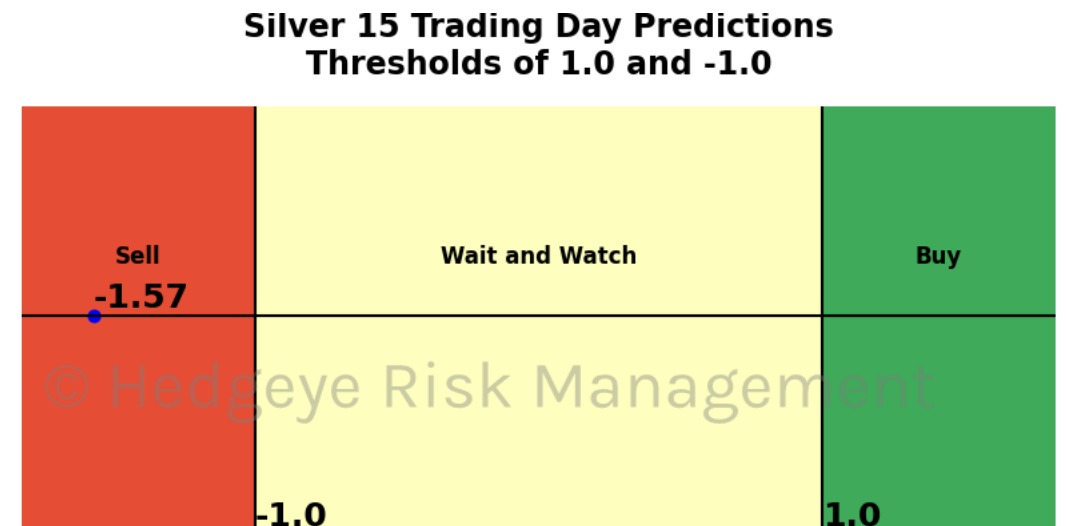 Silver 15 Trading Day Predictions
Thresholds of 1.0 and -1.0
Sell
Wait and Watch
Buy
-1.57
© Hedgeye Risk Management
-1.0
1.0